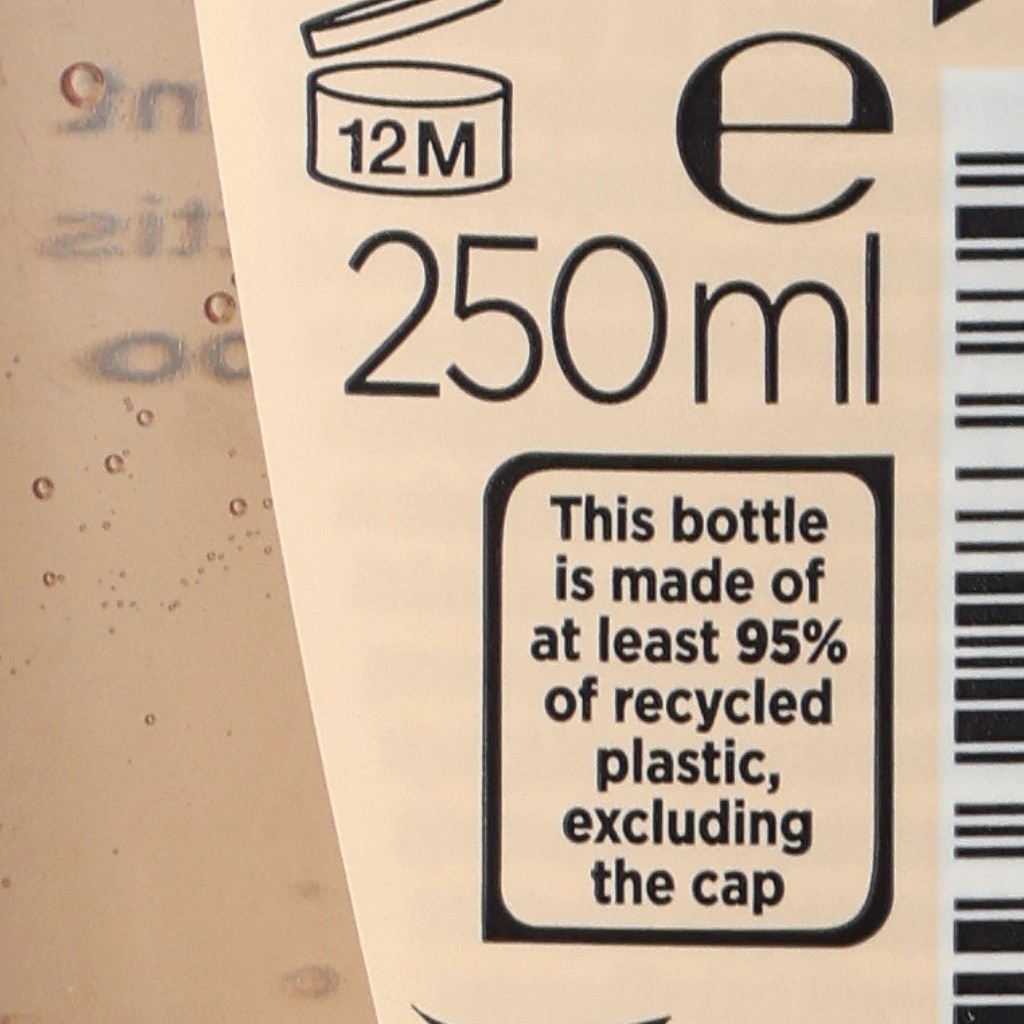 12M
e
250ml
This bottle
is made of
at least 95%
of recycled
plastic,
excluding
the cap